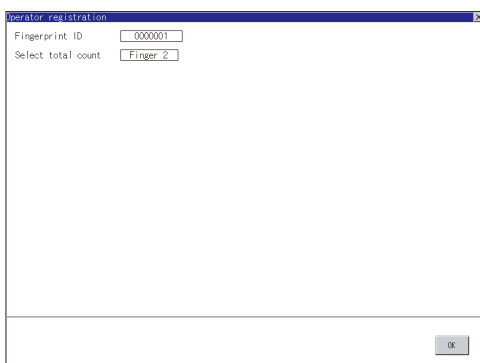 Operator registration
Fingerprint ID 0000001
Select total count Finger 2
OK